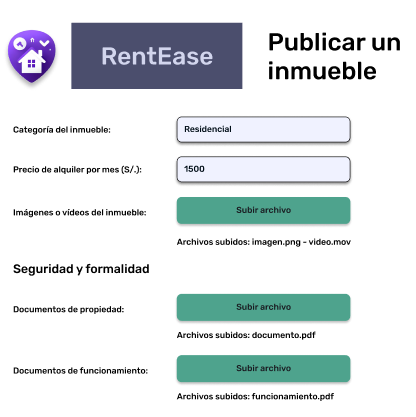 RentEase
Publicar un
inmueble
Categoría del inmueble:
Residencial
Precio de alquiler por mes (S/.):
1500
Imágenes o vídeos del inmueble:
Subir archivo
Archivos subidos: imagen.png - video.mov
Seguridad y formalidad
Documentos de propiedad:
Subir archivo
Archivos subidos: documento.pdf
Documentos de funcionamiento:
Subir archivo
Archivos subidos: funcionamiento.pdf